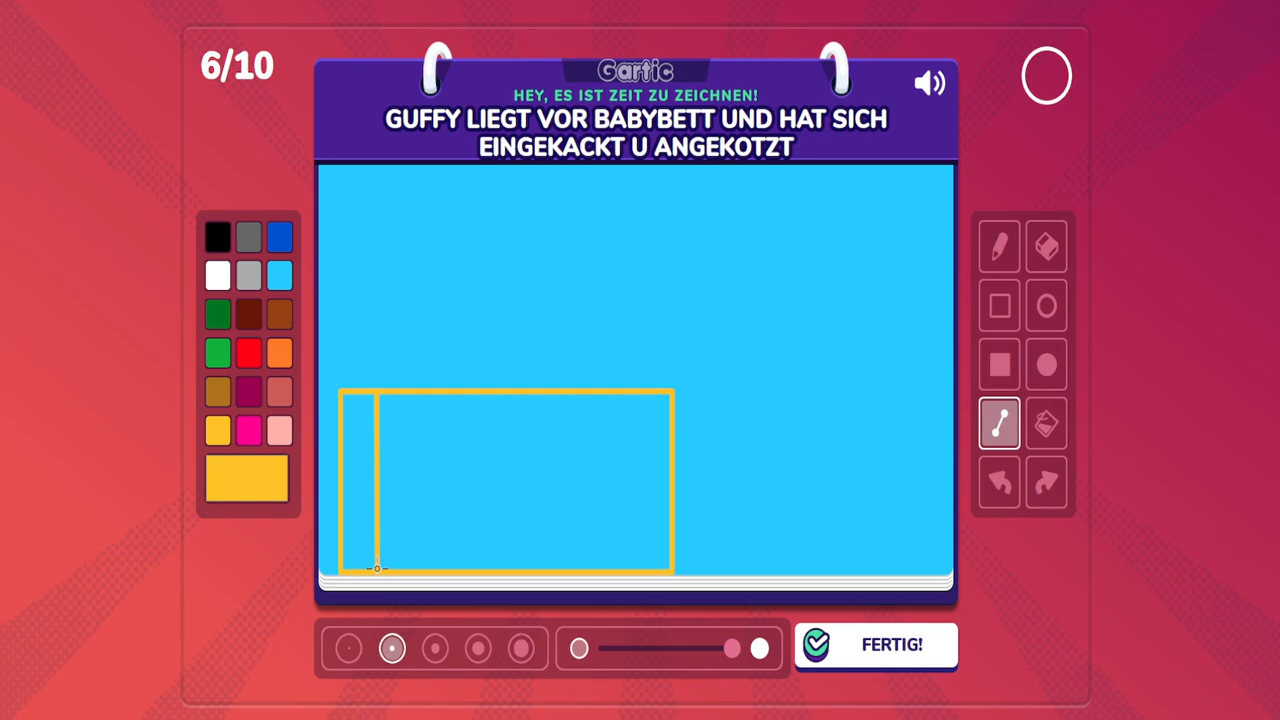 6/10
Gartic
HEY, ES IST ZEIT ZU ZEICHNEN!
GUFFY LIEGT VOR BABYBETT UND HAT SICH
EINGEKACKT U ANGEKOTZT
FERTIG!